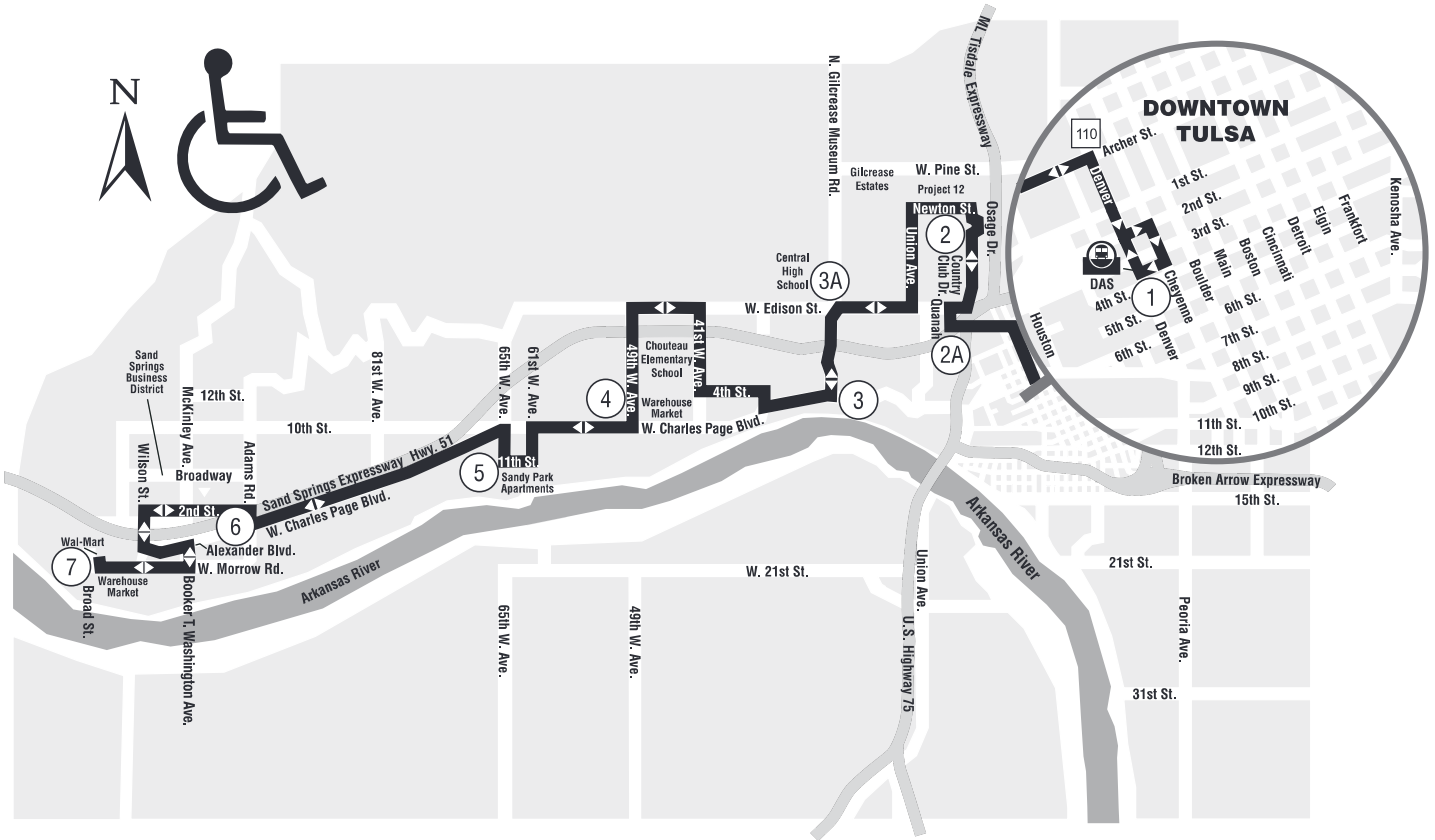 N
N. Gilcrease Museum Rd.
ML Tisdale Expressway
DOWNTOWN
TULSA
110
Archer St.
Denver
1st St.
2nd St.
3rd St.
Kenosha Ave.
Frankfort
Elgin
Detroit
Cincinnati
Boston
Main
Boulder
Cheyenne
Denver
DAS
1
4th St.
5th St.
6th St.
6th St.
7th St.
8th St.
9th St.
10th St.
Houston
W. Pine St.
Gilcrease
Estates
Project 12
Newton St.
2
Osage Dr.
Union Ave.
Country
Club Dr.
Quanah
2A
Central
High
School
3A
W. Edison St.
41st W. Ave.
49th W. Ave.
Chouteau
Elementary
School
4
Warehouse
Market
4th St.
3
W. Charles Page Blvd.
61st W. Ave.
65th W. Ave.
81st W. Ave.
Sand
Springs
Business
District
McKinley Ave.
12th St.
10th St.
Wilson St.
Broadway
Adams Rd.
Sand Springs Expressway Hwy. 51
W. Charles Page Blvd.
5
11th St.
Sandy Park
Apartments
2nd St.
6
Wal-Mart
7
Alexander Blvd.
W. Morrow Rd.
Warehouse
Market
Broad St.
Booker T. Washington Ave.
Arkansas River
65th W. Ave.
49th W. Ave.
W. 21st St.
Union Ave.
U.S. Highway 75
Arkansas River
11th St.
12th St.
Broken Arrow Expressway
15th St.
21st St.
Peoria Ave.
31st St.